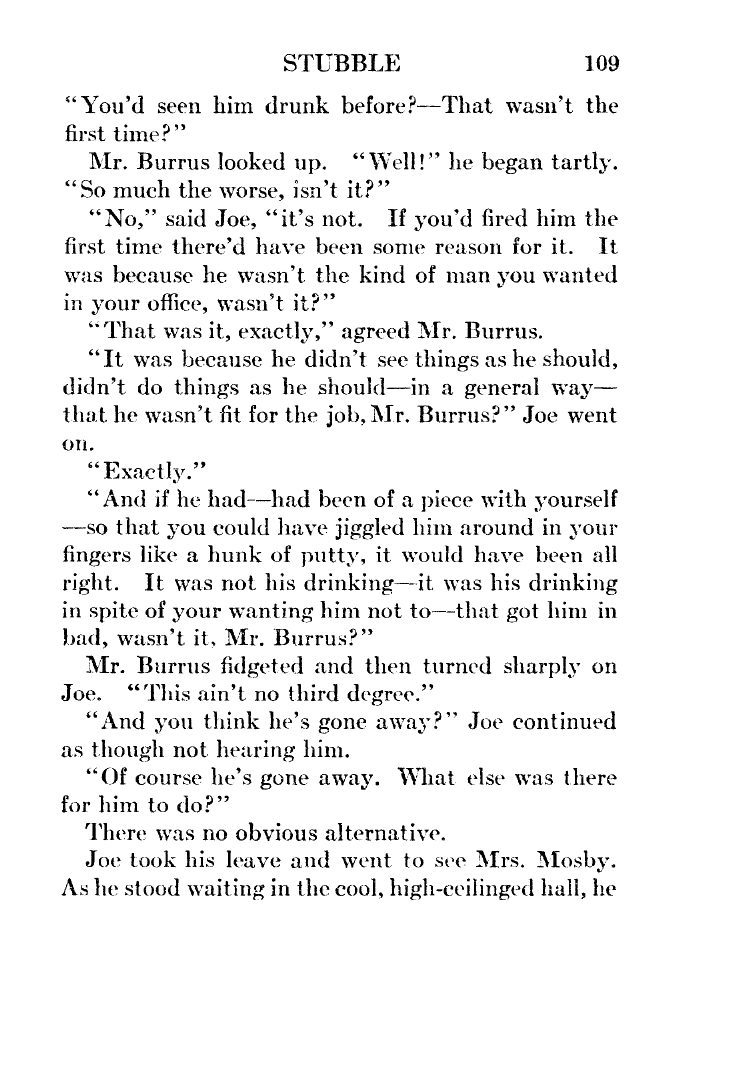 STUBBLE 109
“You’d seen him drunk before?—That wasn’t the
first time?”
Mr. Burrus looked up. “Well!” he began tartly.
“So much the worse, isn’t it?”
“No,” said Joe, “it’s not. If you’d fired him the
first time there’d have been some reason for it. It
was because he wasn’t the kind of man you wanted
in your office, wasn’t it?”
“That was it, exactly,” agreed Mr. Burrus.
“It was because he didn’t see things as he should,
didn’t do things as he should—in a general way—
that he wasn’t fit for the job, Mr. Burrus?” Joe went
on.
“Exactly.”
“And if he had—had been of a piece with yourself
—so that you could have jiggled him around in your
fingers like a hunk of putty, it would have been all
right. It was not his drinking—it was his drinking
in spite of your wanting him not to—that got him in
bad, wasn’t it, Mr. Burrus?”
Mr. Burrus fidgeted and then turned sharply on
Joe. “This ain’t no third degree.”
“And you think he’s gone away?” Joe continued
as though not hearing him.
“Of course he’s gone away. What else was there
for him to do?”
There was no obvious alternative.
Joe took his leave and went to see Mrs. Mosby.
As he stood waiting in the cool, high-ceilinged hall, he